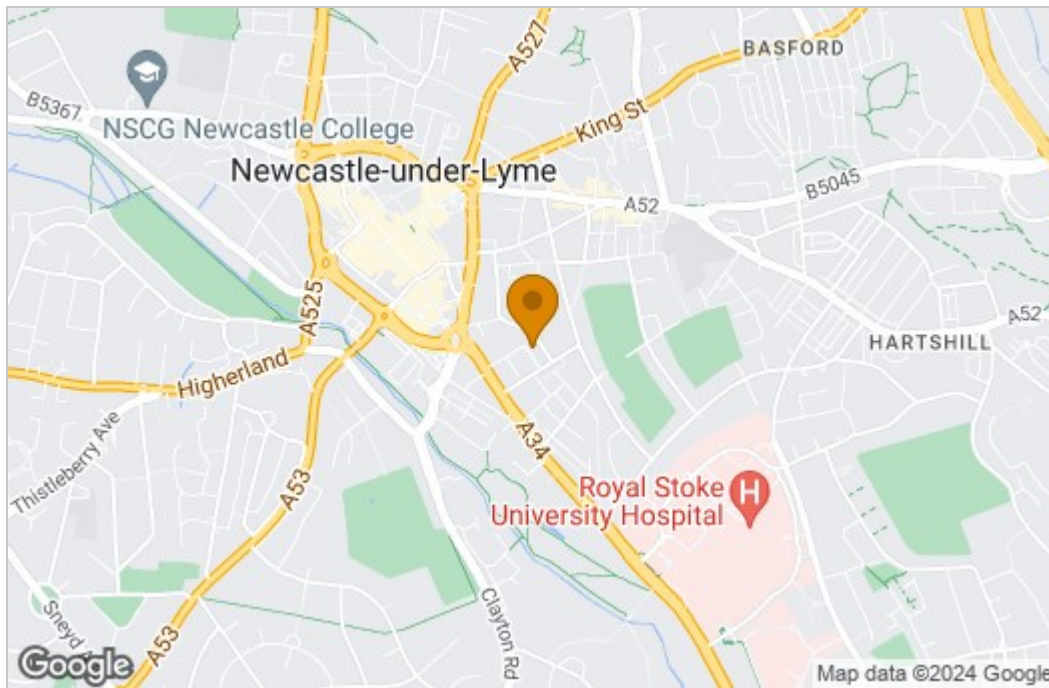 A527
BASFORD
B5367
NSCG Newcastle College
King St
Newcastle-under-Lyme
B5045
A52
A525
A52
HARTSHILL
Higherland
Thistleberry Ave
A34
A53
Royal Stoke
University Hospital
H
Clayton Rd
Sneyd
A53
Google
Map data ©2024 Google